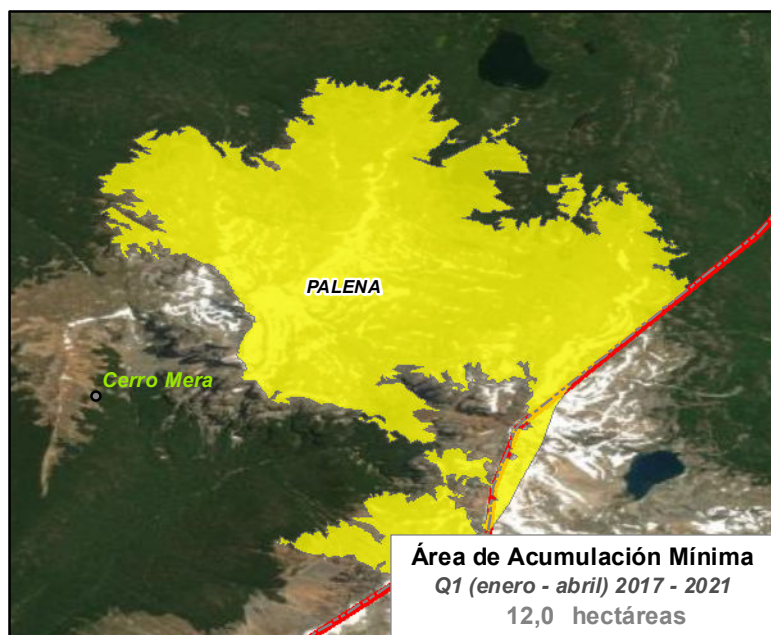 PALENA
Cerro Mera
Área de Acumulación Mínima
Q1 (enero - abril) 2017 - 2021
12,0 hectáreas